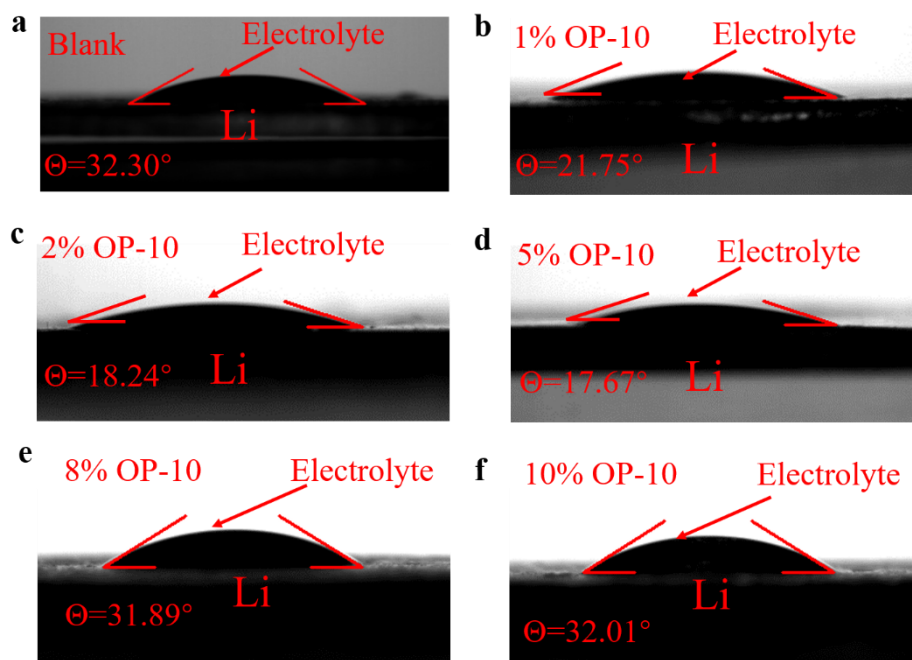 a
Blank
Electrolyte
Li
Θ=32.30°
b
1% OP-10
Electrolyte
Θ=21.75°
Li
c
2% OP-10
Electrolyte
Θ=18.24°
Li
d
5% OP-10
Electrolyte
Θ=17.67°
Li
e
8% OP-10
Electrolyte
Li
Θ=31.89°
f
10% OP-10
Electrolyte
Li
Θ=32.01°